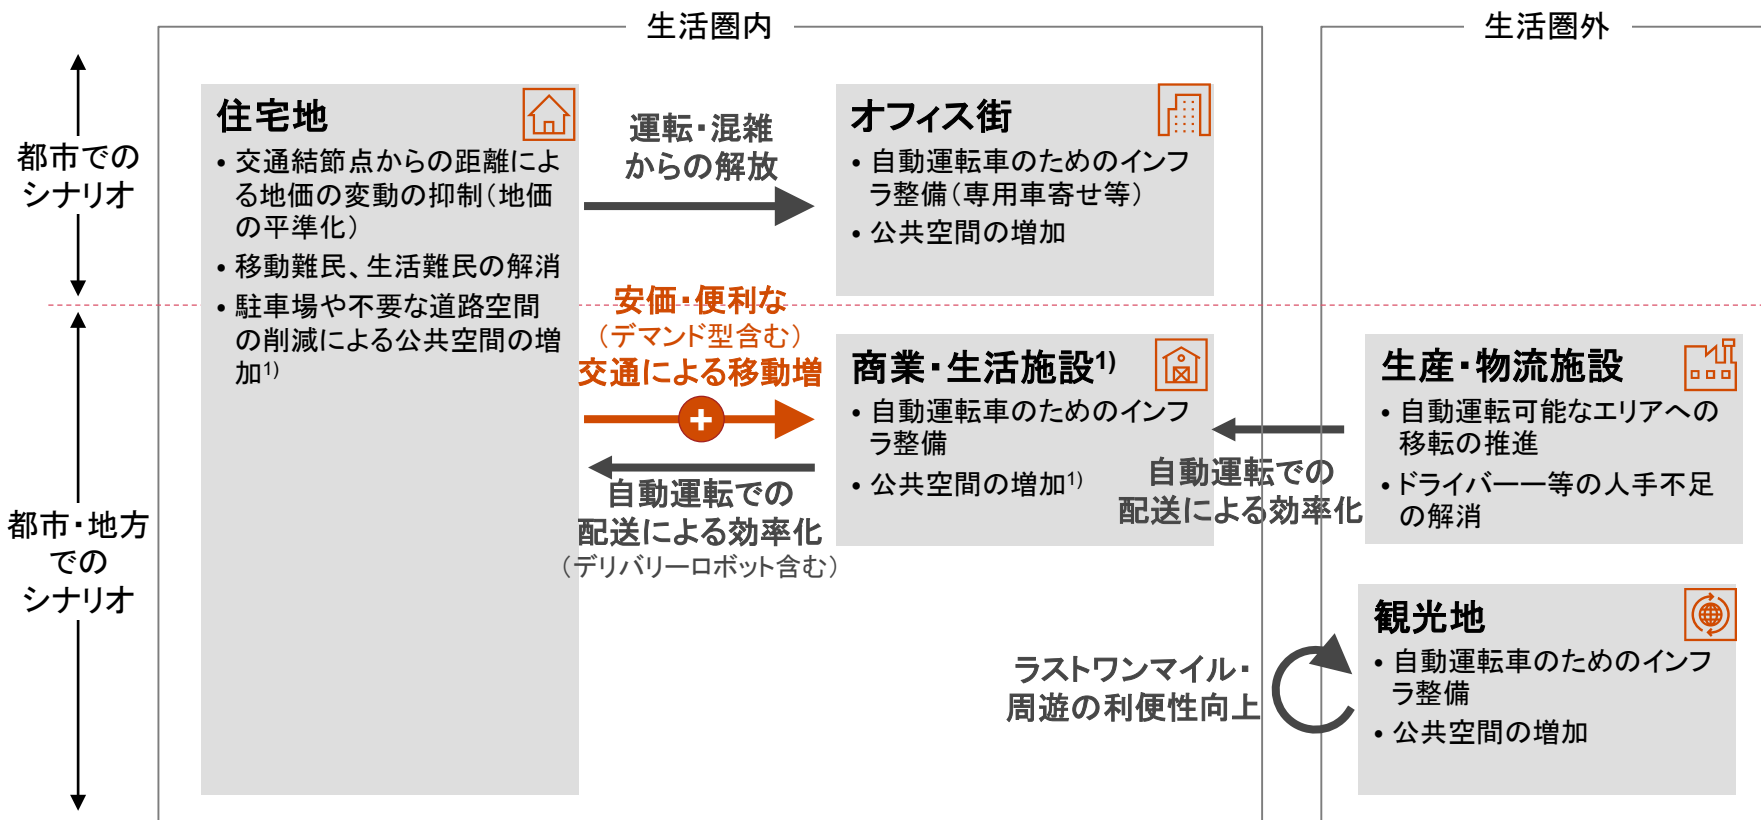 生活圏内
生活圏外
都市での
シナリオ
住宅地
• 交通結節点からの距離によ
る地価の変動の抑制（地価
の平準化）
• 移動難民、生活難民の解消
• 駐車場や不要な道路空間
の削減による公共空間の増
加1)
運転・混雑
からの解放
オフィス街
• 自動運転車のためのインフ
ラ整備（専用車寄せ等）
• 公共空間の増加
都市・地方
での
シナリオ
安価・便利な
（デマンド型含む）
交通による移動増
+
自動運転での
配送による効率化
（デリバリーロボット含む）
商業・生活施設1)
• 自動運転車のためのインフ
ラ整備
• 公共空間の増加1)
自動運転での
配送による効率化
生産・物流施設
• 自動運転可能なエリアへの
移転の推進
• ドライバーー等の人手不足
の解消
ラストワンマイル・
周遊の利便性向上
観光地
• 自動運転車のためのインフ
ラ整備
• 公共空間の増加